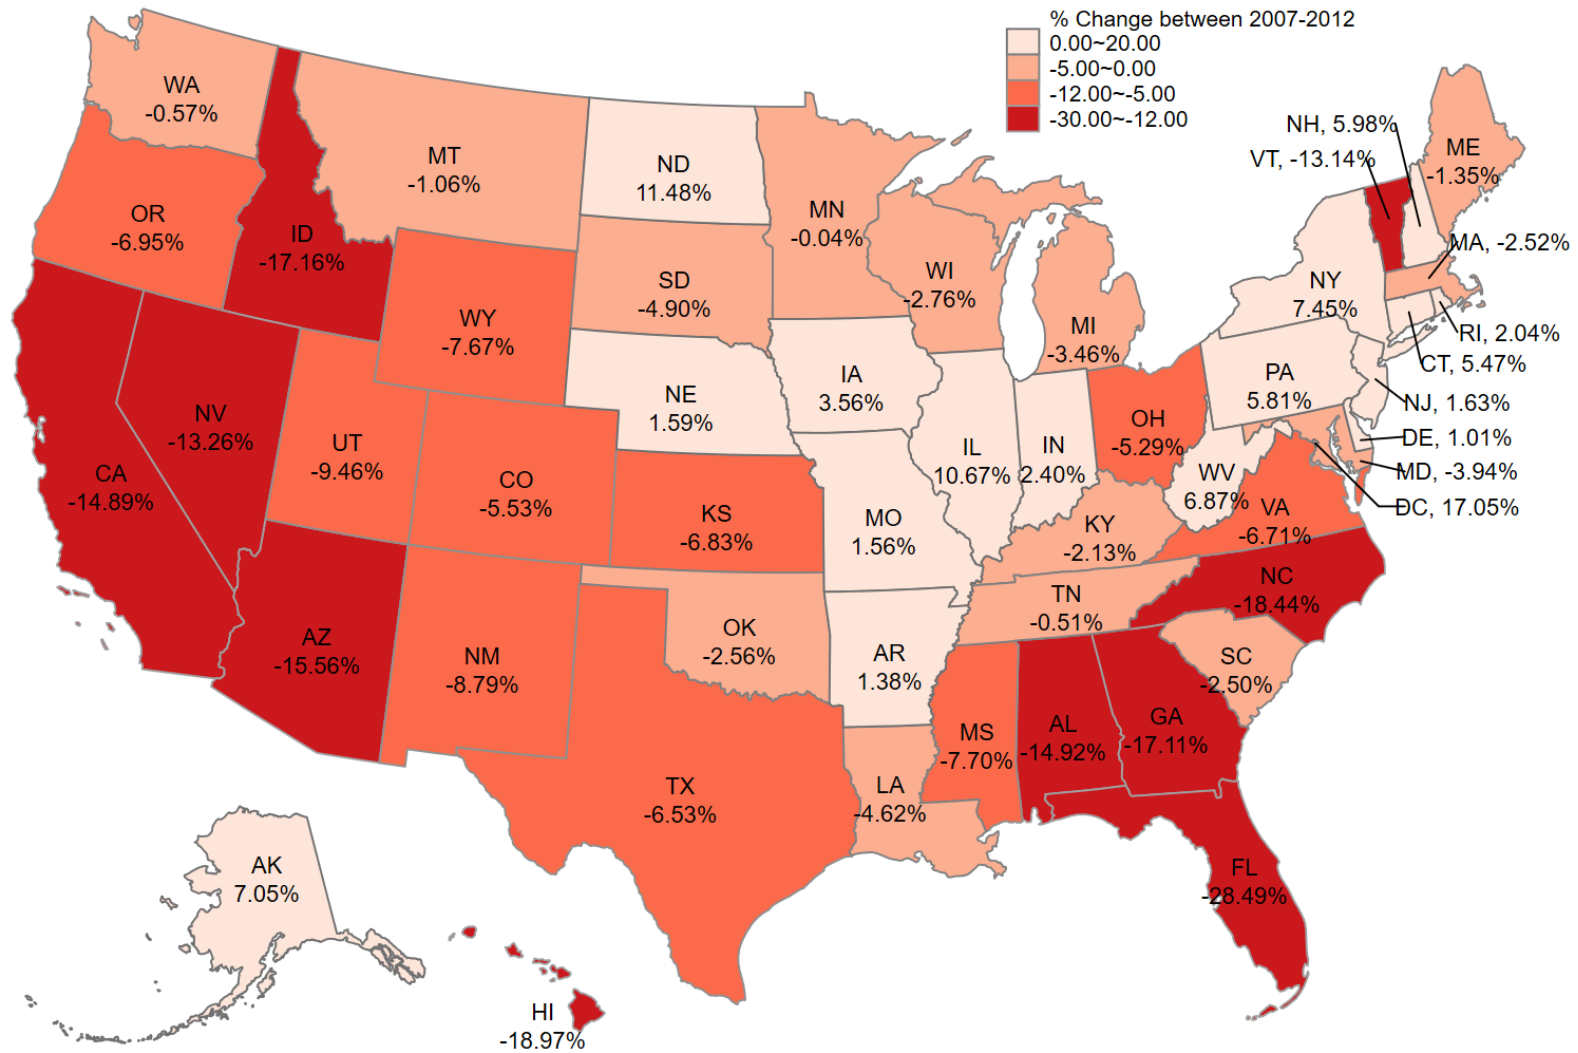 % Change between 2007-2012
0.00~20.00
-5.00~0.00
-12.00~-5.00
-30.00~-12.00
WA
-0.57%
OR
-6.95%
ID
-17.16%
MT
-1.06%
ND
11.48%
MN
-0.04%
NH, 5.98%
VT, -13.14%
ME
-1.35%
MA, -2.52%
SD
-4.90%
WI
-2.76%
MI
-3.46%
NY
7.45%
RI, 2.04%
CT, 5.47%
WY
-7.67%
NE
1.59%
IA
3.56%
PA
5.81%
NJ, 1.63%
DE, 1.01%
MD, -3.94%
DC, 17.05%
NV
-13.26%
CA
-14.89%
UT
-9.46%
CO
-5.53%
KS
-6.83%
MO
1.56%
IL
10.67%
IN
2.40%
OH
-5.29%
WV
6.87%
VA
-6.71%
KY
-2.13%
NC
-18.44%
TN
-0.51%
AZ
-15.56%
NM
-8.79%
OK
-2.56%
AR
1.38%
SC
-2.50%
MS
-7.70%
AL
-14.92%
GA
-17.11%
TX
-6.53%
LA
-4.62%
FL
-28.49%
AK
7.05%
HI
-18.97%